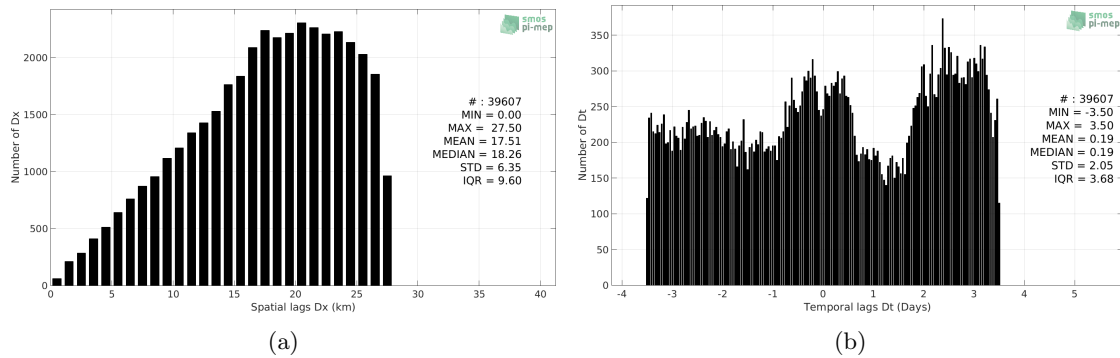 smos
pi-mep
2000
1500
1000
500
0
Number of Dx
# : 39607
MIN = 0.00
MAX = 27.50
MEAN = 17.51
MEDIAN = 18.26
STD = 6.35
IQR = 9.60
0 5 10 15 20 25 30 35 40
Spatial lags Dx (km)
(a)
smos
pi-mep
350
300
250
200
150
100
50
0
Number of Dt
# : 39607
MIN = -3.50
MAX = 3.50
MEAN = 0.19
MEDIAN = 0.19
STD = 2.05
IQR = 3.68
-4 -3 -2 -1 0 1 2 3 4 5
Temporal lags Dt (Days)
(b)